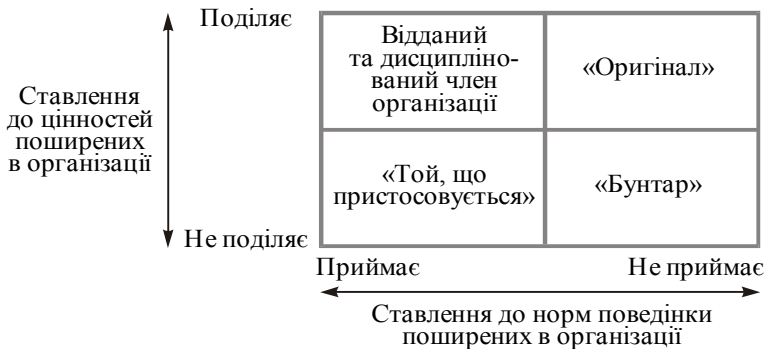 Поділяє
Ставлення
до цінностей
поширених
в організації
Не поділяє
Відданий
та дисципліно-
ваний член
організації
«Оригінал»
«Той, що
пристосовується»
«Бунтар»
Приймає
Не приймає
Ставлення до норм поведінки
поширених в організації